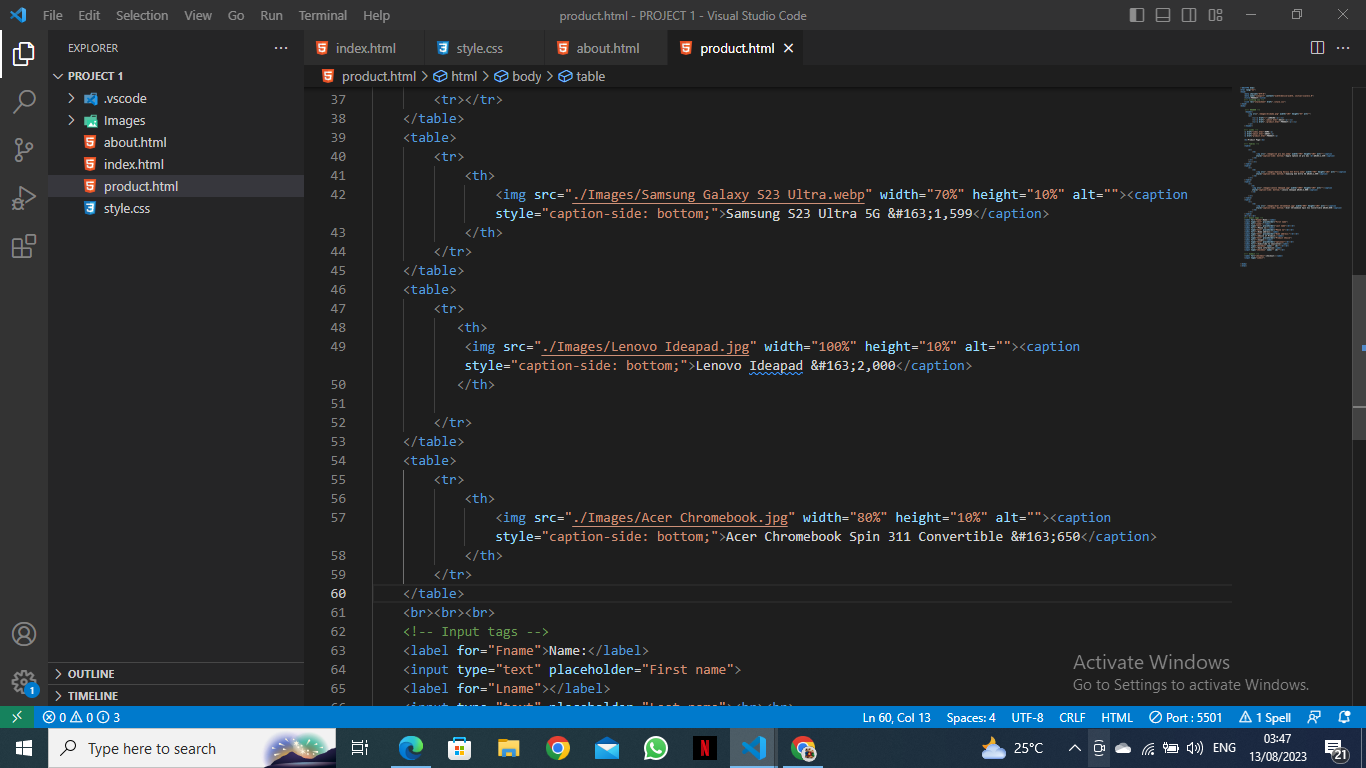 File Edit Selection View Go Run Terminal Help
product.html - PROJECT 1 - Visual Studio Code
EXPLORER
index.html
style.css
about.html
product.html
PROJECT 1
product.html > html > body > table
.vscode
Images
about.html
index.html
product.html
style.css
37 <tr></tr>
38 </table>
39 <table>
40 <tr>
41 <th>
42 <img src="./Images/Samsung Galaxy S23 Ultra.webp" width="70%" height="10%" alt=""><caption
style="caption-side: bottom;">Samsung S23 Ultra 5G &#163;1,599</caption>
43 </th>
44 </tr>
45 </table>
46 <table>
47 <tr>
48 <th>
49 <img src="./Images/Lenovo Ideapad.jpg" width="100%" height="10%" alt=""><caption
style="caption-side: bottom;">Lenovo Ideapad &#163;2,000</caption>
50 </th>
51
52 </tr>
53 </table>
54 <table>
55 <tr>
56 <th>
57 <img src="./Images/Acer Chromebook.jpg" width="80%" height="10%" alt=""><caption
style="caption-side: bottom;">Acer Chromebook Spin 311 Convertible &#163;650</caption>
58 </th>
59 </tr>
60 </table>
61 <br><br><br>
62 <!-- Input tags -->
63 <label for="Fname">Name:</label>
64 <input type="text" placeholder="First name">
65 <label for="Lname"></label>
OUTLINE
TIMELINE
1
Activate Windows
Go to Settings to activate Windows.
0 0 3
Ln 60, Col 13 Spaces: 4 UTF-8 CRLF HTML Port : 5501 1 Spell
Type here to search
N
25°C
ENG
03:47
13/08/2023
21